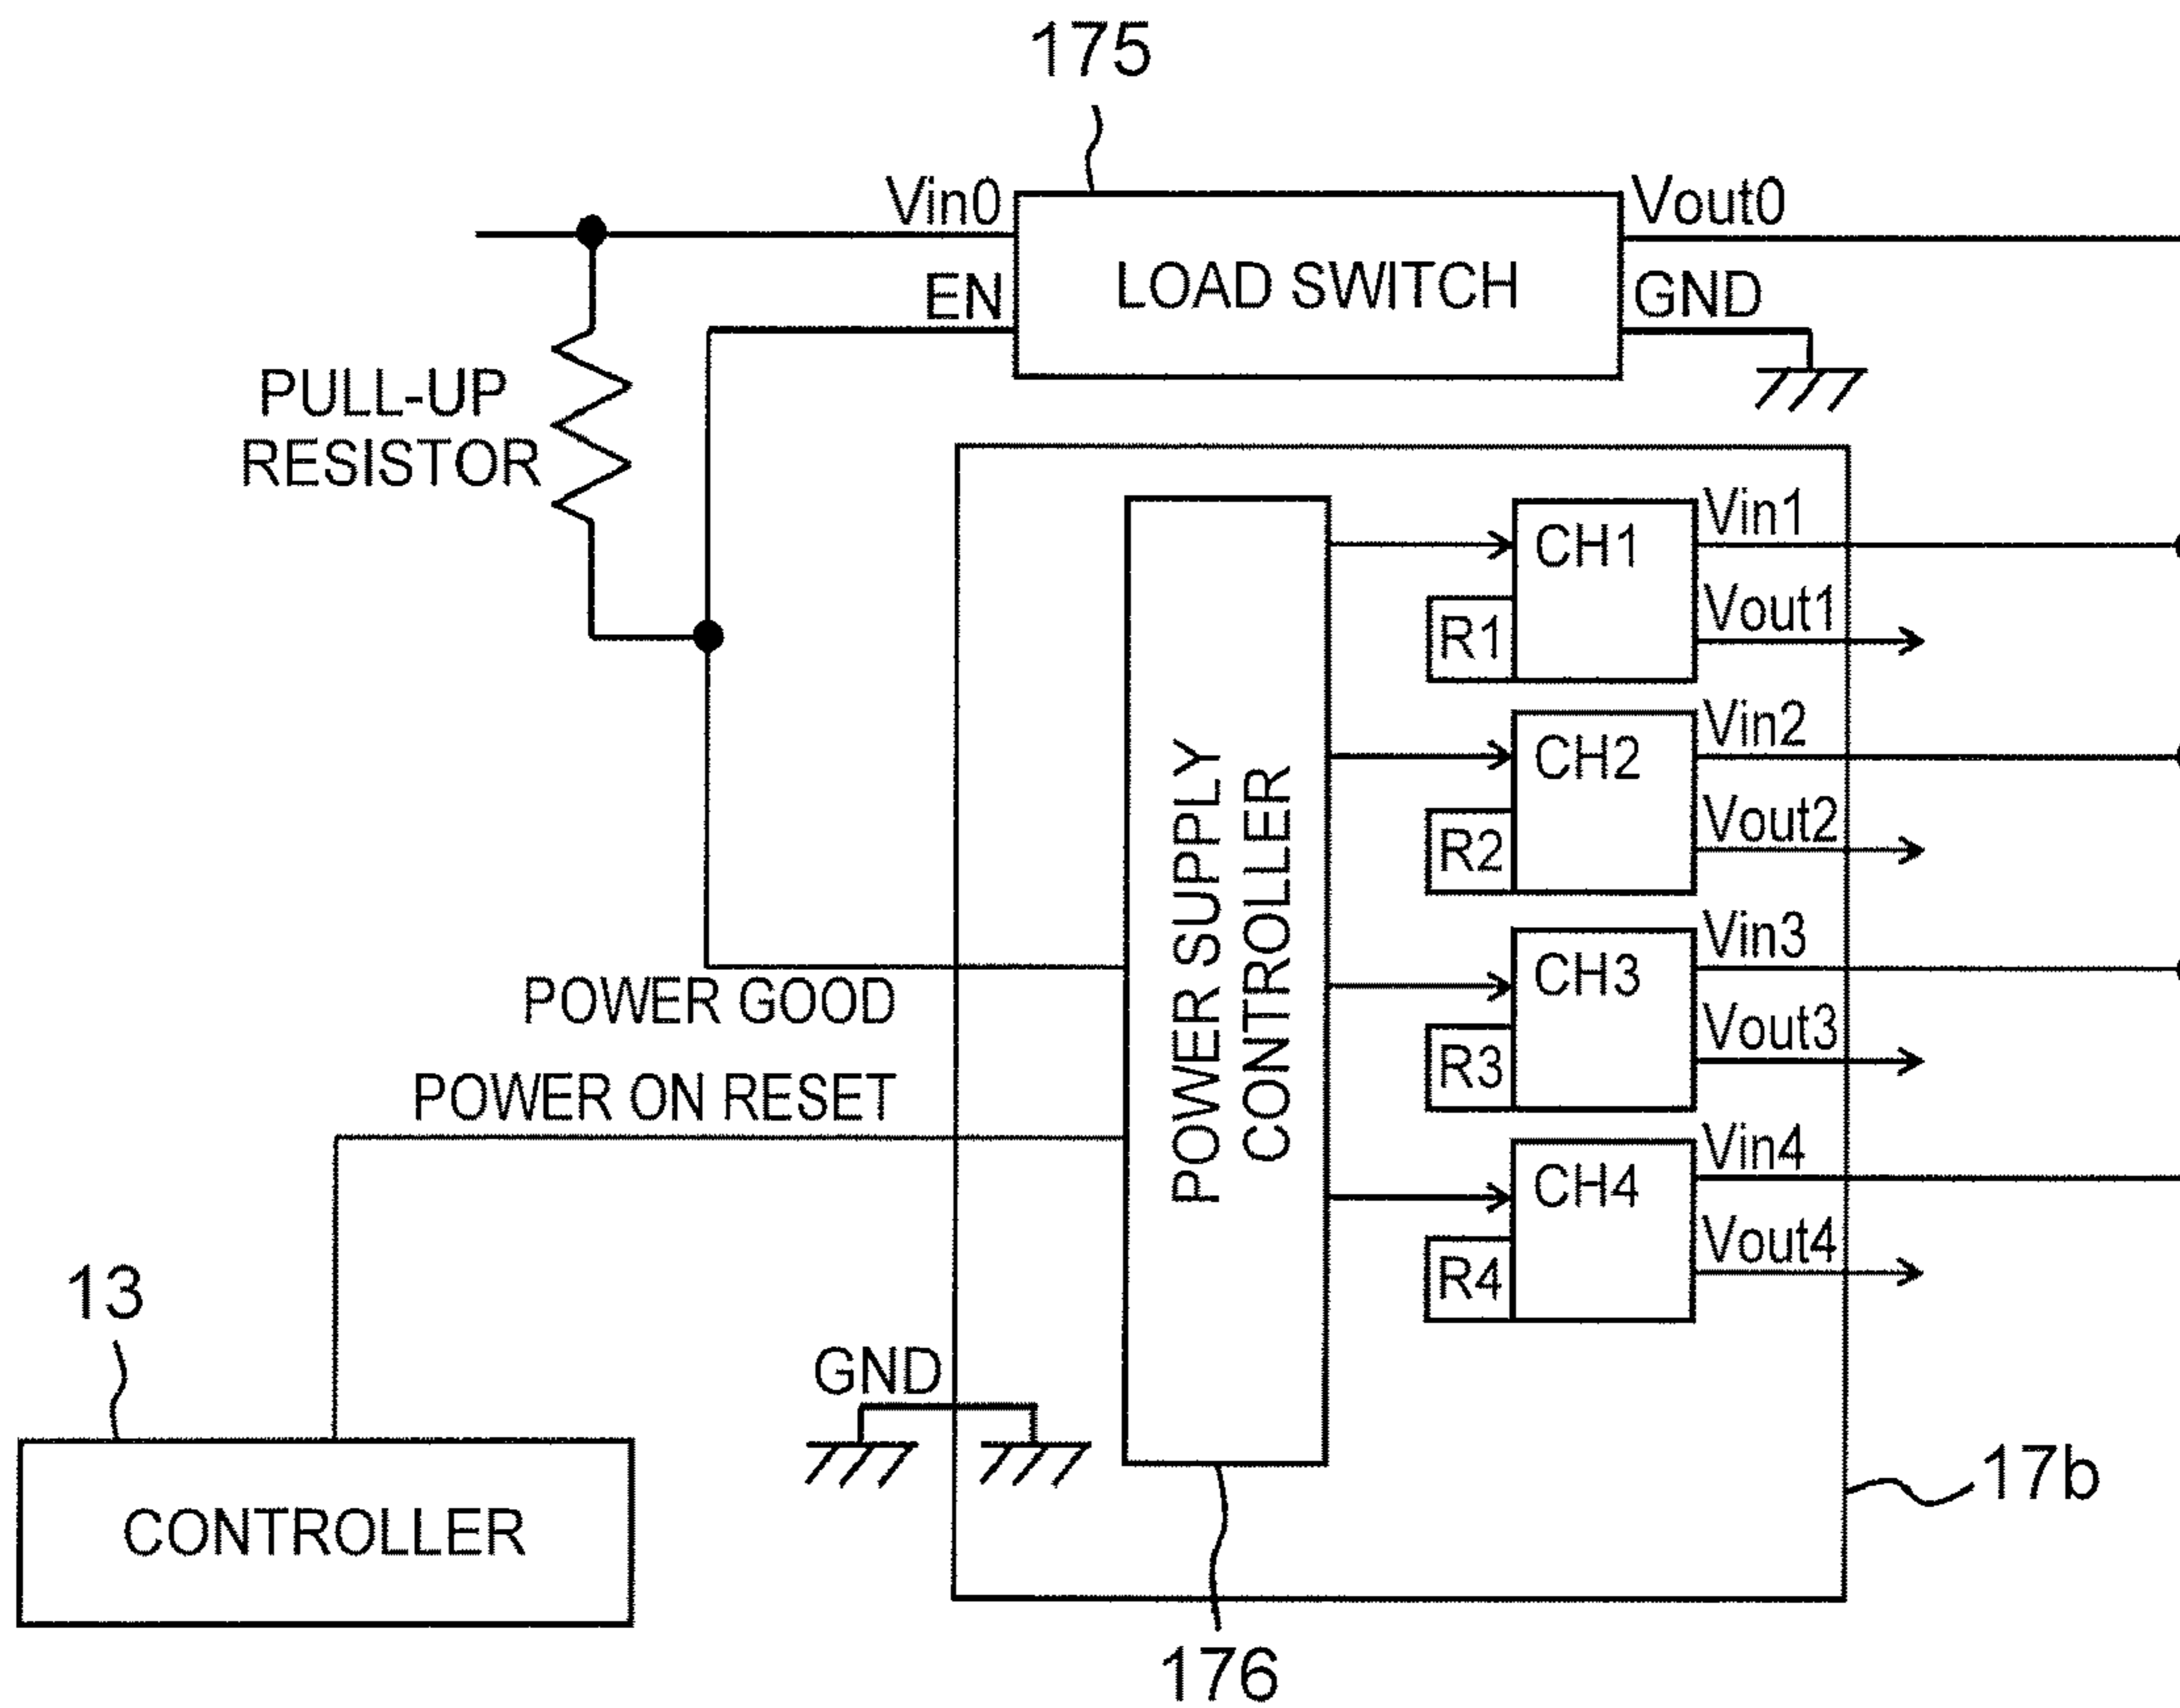 175
Vin0
Vout0
EN
LOAD SWITCH
GND
PULL-UP
RESISTOR
CH1
Vin1
R1
Vout1
CH2
Vin2
R2
Vout2
CH3
Vin3
R3
Vout3
CH4
Vin4
R4
Vout4
POWER SUPPLY
CONTROLLER
POWER GOOD
POWER ON RESET
13
GND
CONTROLLER
17b
176